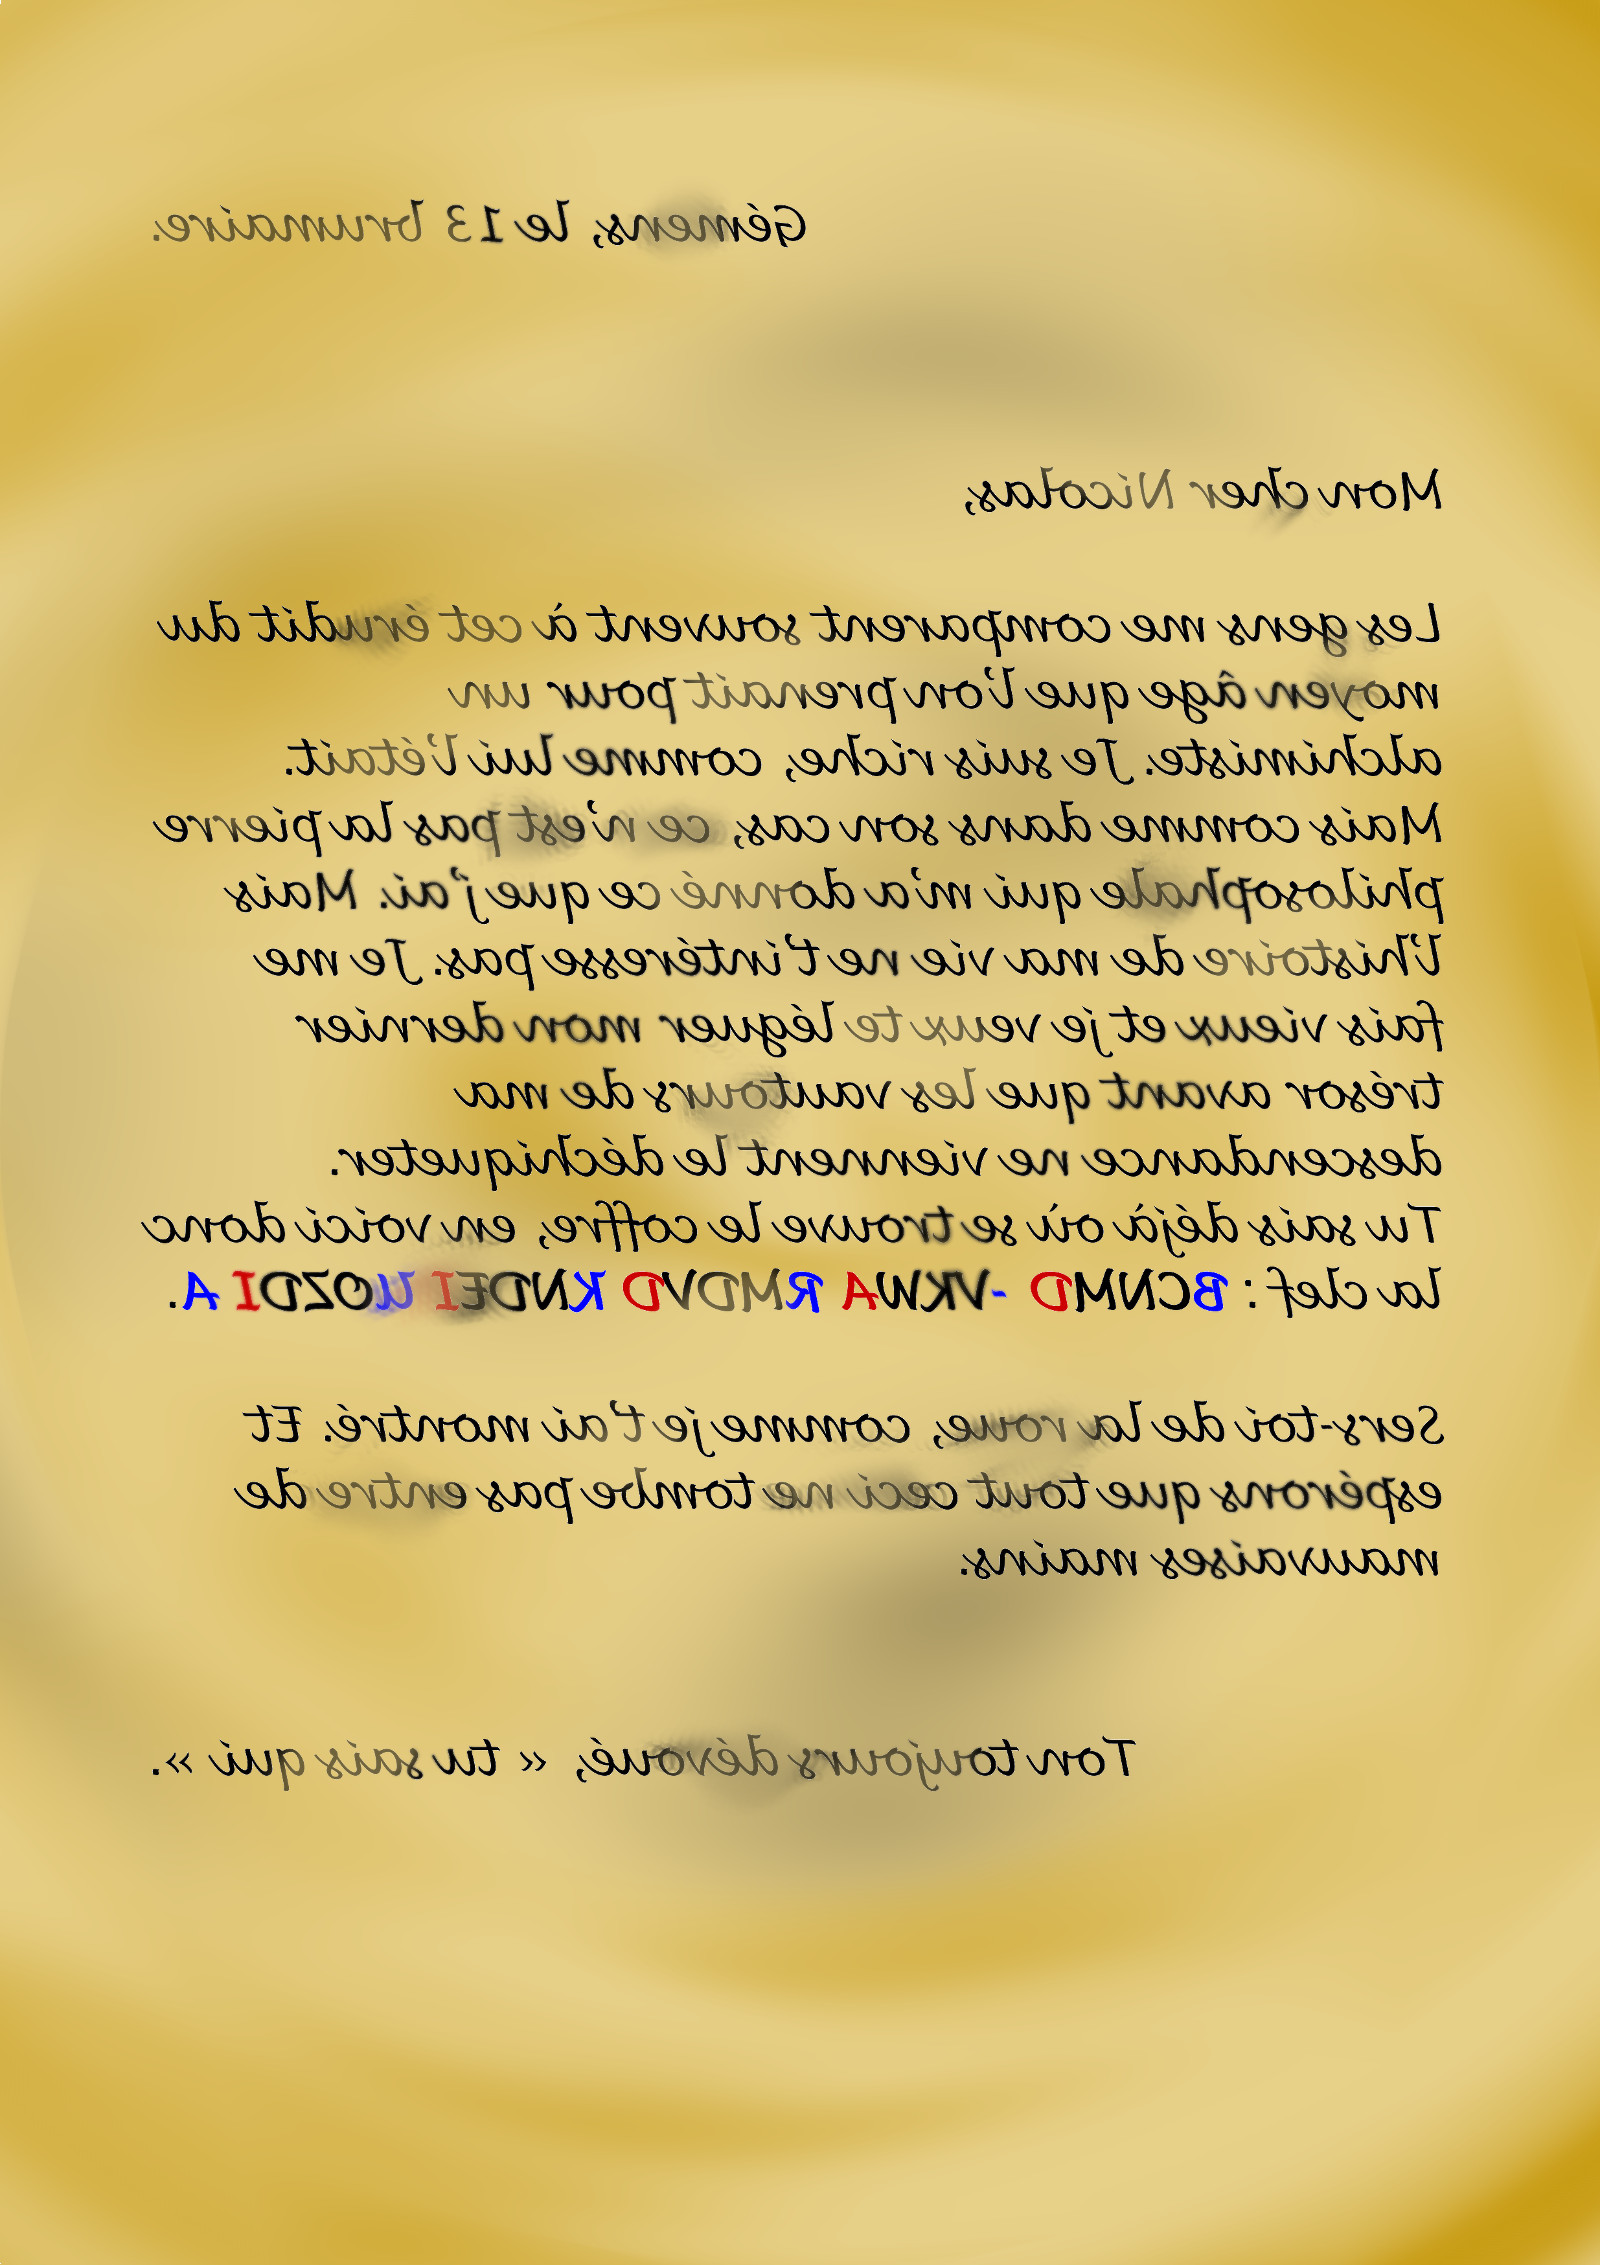 Gémens, le 13 brumaire.
Mon cher Nicolas,
Les gens me comparent souvent à cet érudit du
moyen âge que l'on prenait pour un
alchimiste. Je suis riche, comme lui l'était.
Mais comme dans son cas, ce n'est pas la pierre
philosophale qui m'a donné ce que j'ai. Mais
l'histoire de ma vie ne t'intéresse pas. Je me
fais vieux et je veux te léguer mon dernier
trésor avant que les vautours de ma
descendance ne viennent le déchiqueter.
Tu sais déjà où se trouve le coffre, en voici donc
la clef : BCNMD -VKWA RMDVD KNDEI UOZDI A.
Sers-toi de la roue, comme je t'ai montré. Et
espérons que tout ceci ne tombe pas entre de
mauvaises mains.
Ton toujours dévoué, « tu sais qui ».